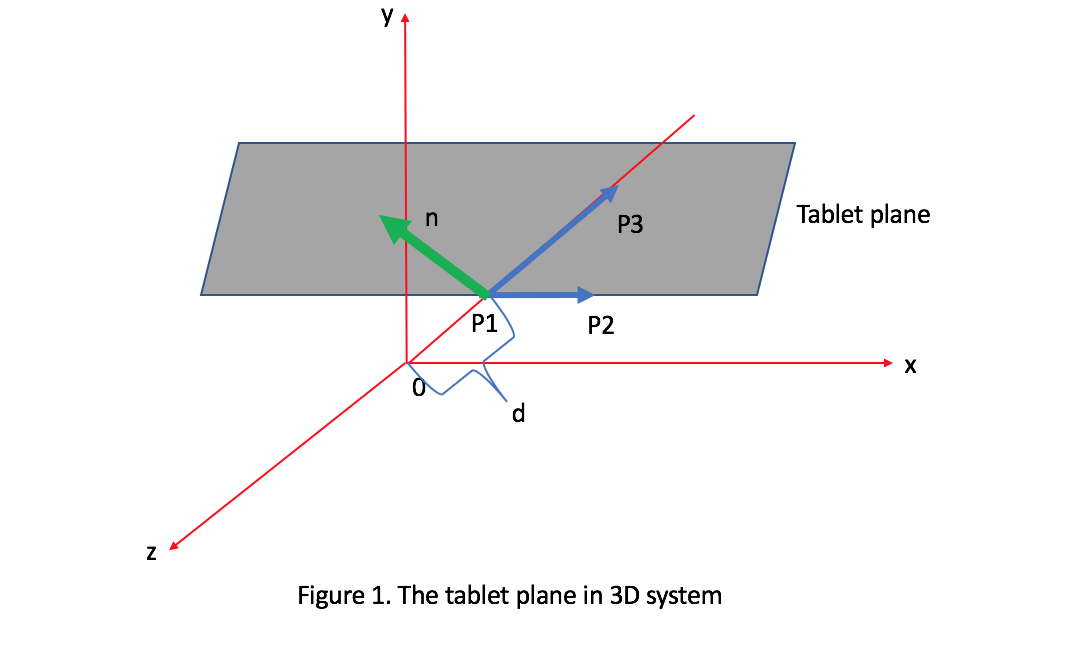 y
n
P3
Tablet plane
P1
P2
x
0
d
z
Figure 1. The tablet plane in 3D system